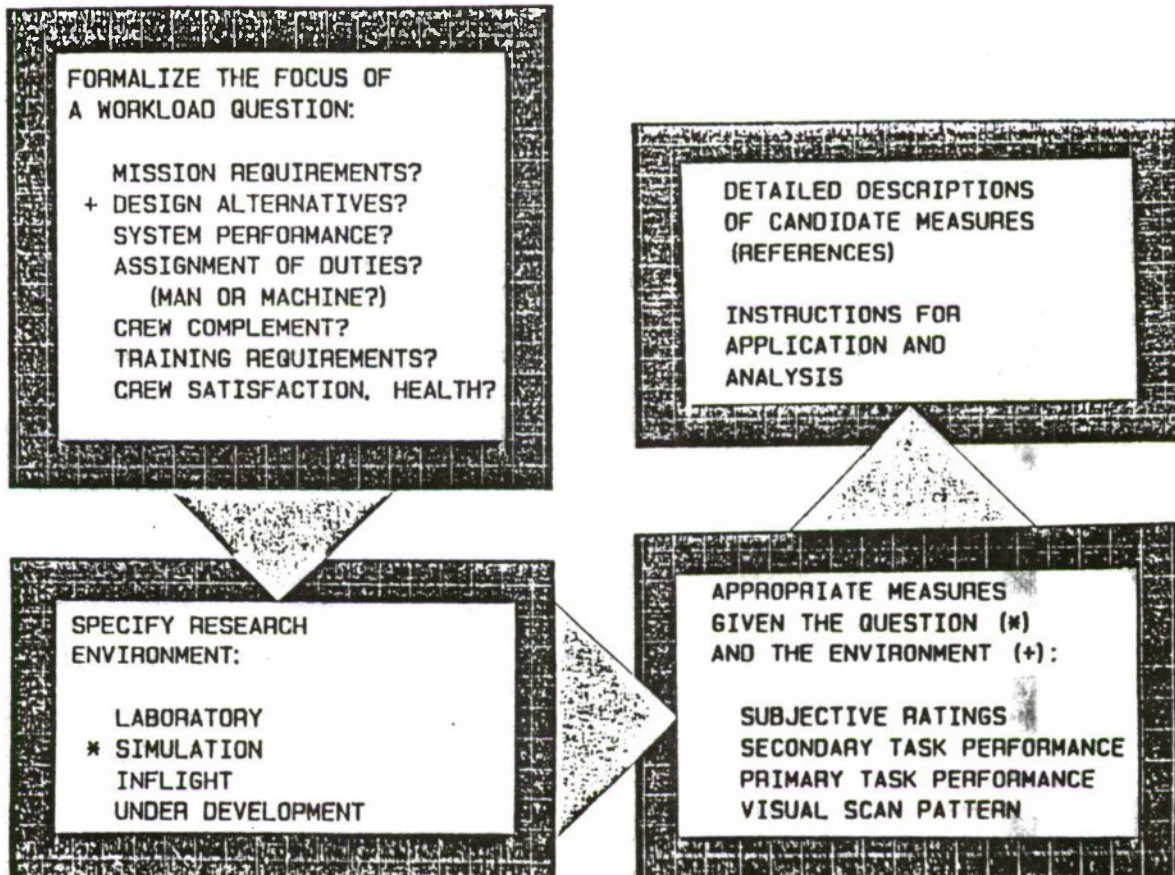 FORMALIZE THE FOCUS OF
A WORKLOAD QUESTION:
MISSION REQUIREMENTS?
+ DESIGN ALTERNATIVES?
SYSTEM PERFORMANCE?
ASSIGNMENT OF DUTIES?
(MAN OR MACHINE?)
CREW COMPLEMENT?
TRAINING REQUIREMENTS?
CREW SATISFACTION, HEALTH?
SPECIFY RESEARCH
ENVIRONMENT:
LABORATORY
* SIMULATION
INFLIGHT
UNDER DEVELOPMENT
APPROPRIATE MEASURES
GIVEN THE QUESTION (*)
AND THE ENVIRONMENT (+):
SUBJECTIVE RATINGS
SECONDARY TASK PERFORMANCE
PRIMARY TASK PERFORMANCE
VISUAL SCAN PATTERN
DETAILED DESCRIPTIONS
OF CANDIDATE MEASURES
(REFERENCES)
INSTRUCTIONS FOR
APPLICATION AND
ANALYSIS